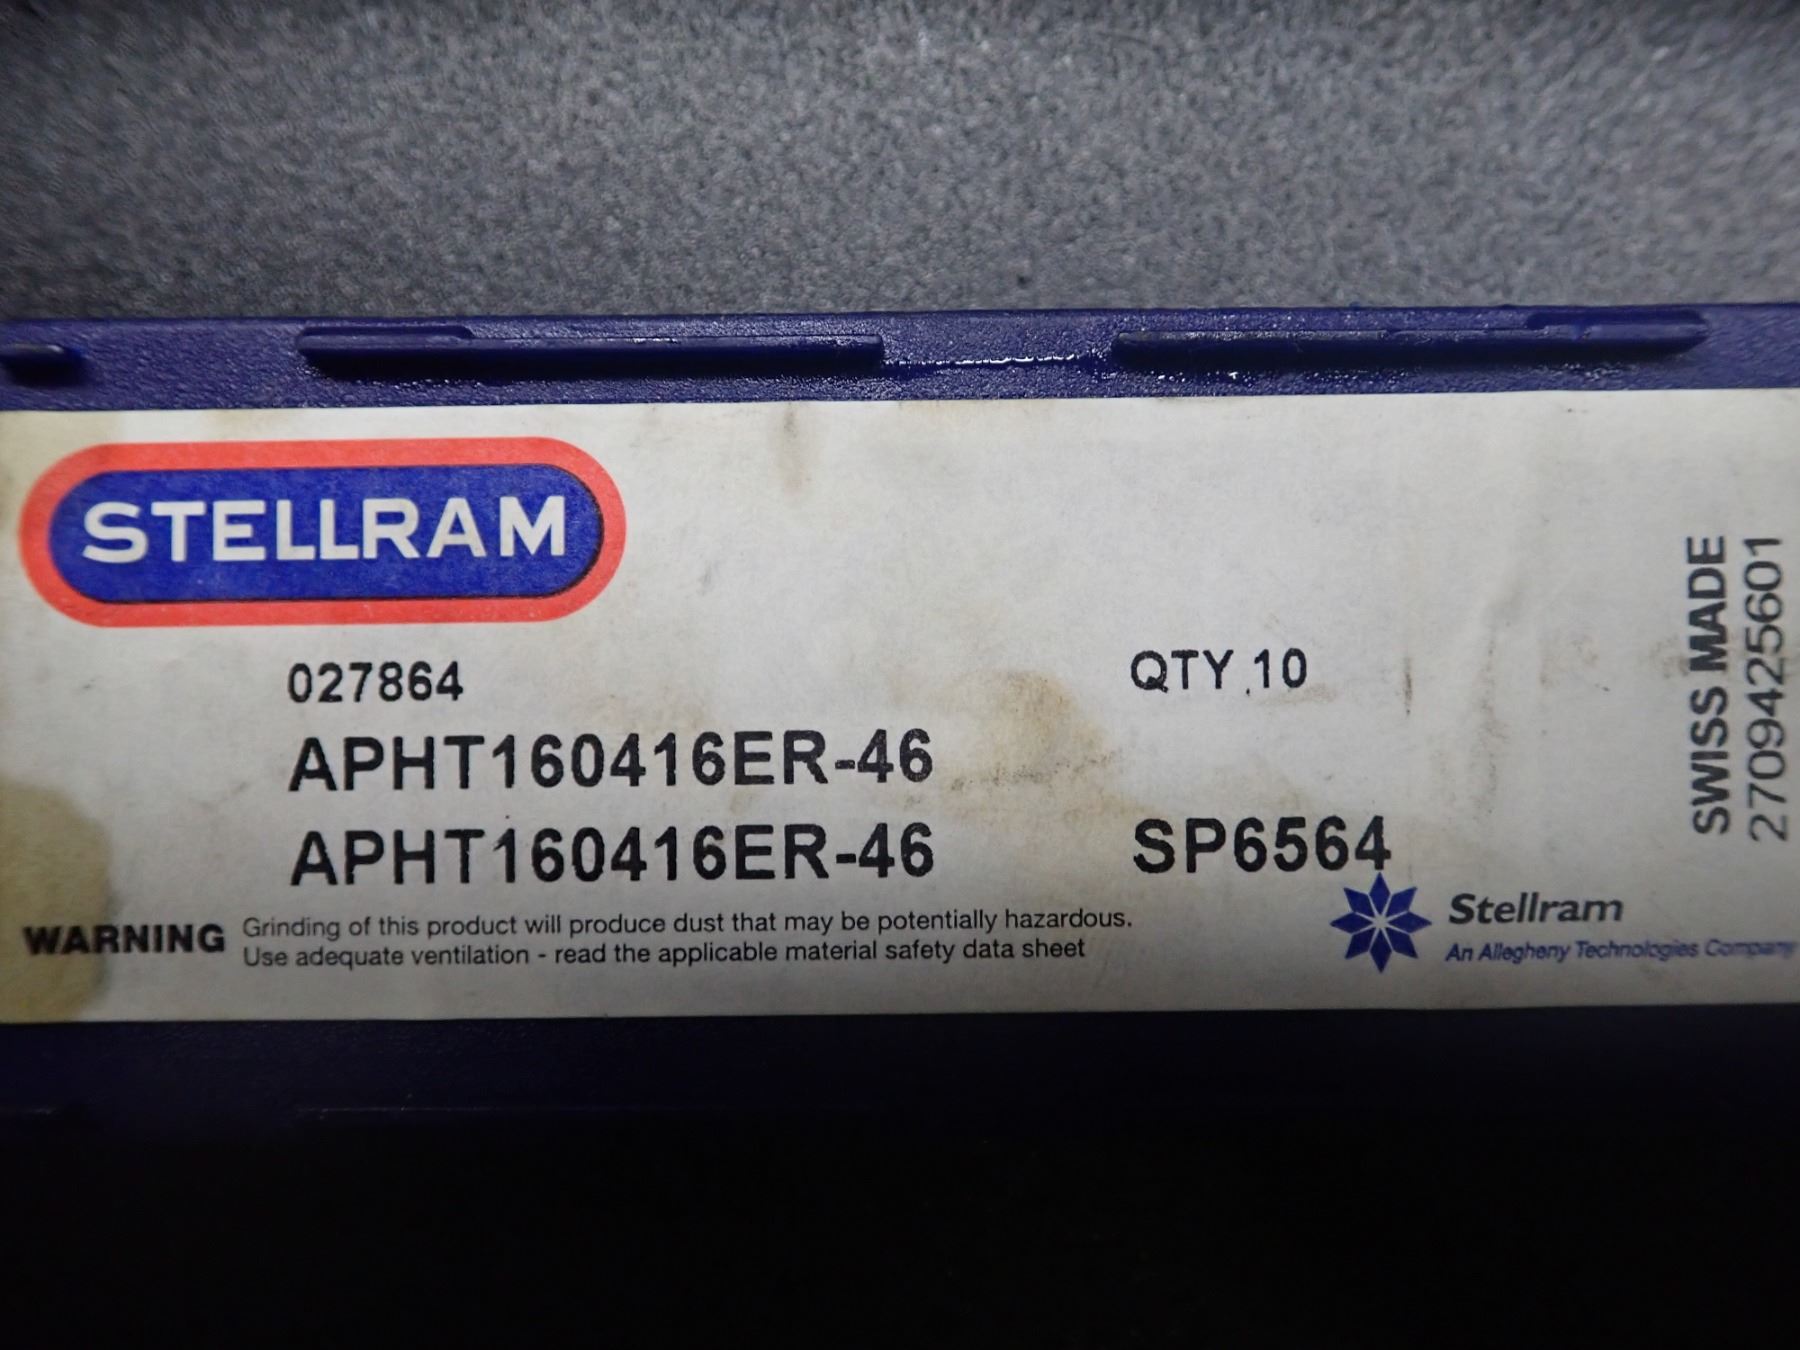 STELLRAM
027864
QTY.10
APHT160416ER-46
APHT160416ER-46
SP6564
WARNING
Grinding of this product will produce dust that may be potentially hazardous.
Use adequate ventilation - read the applicable material safety data sheet
Stellram
An Allegheny Technologies Company
SWISS MADE
2709425601